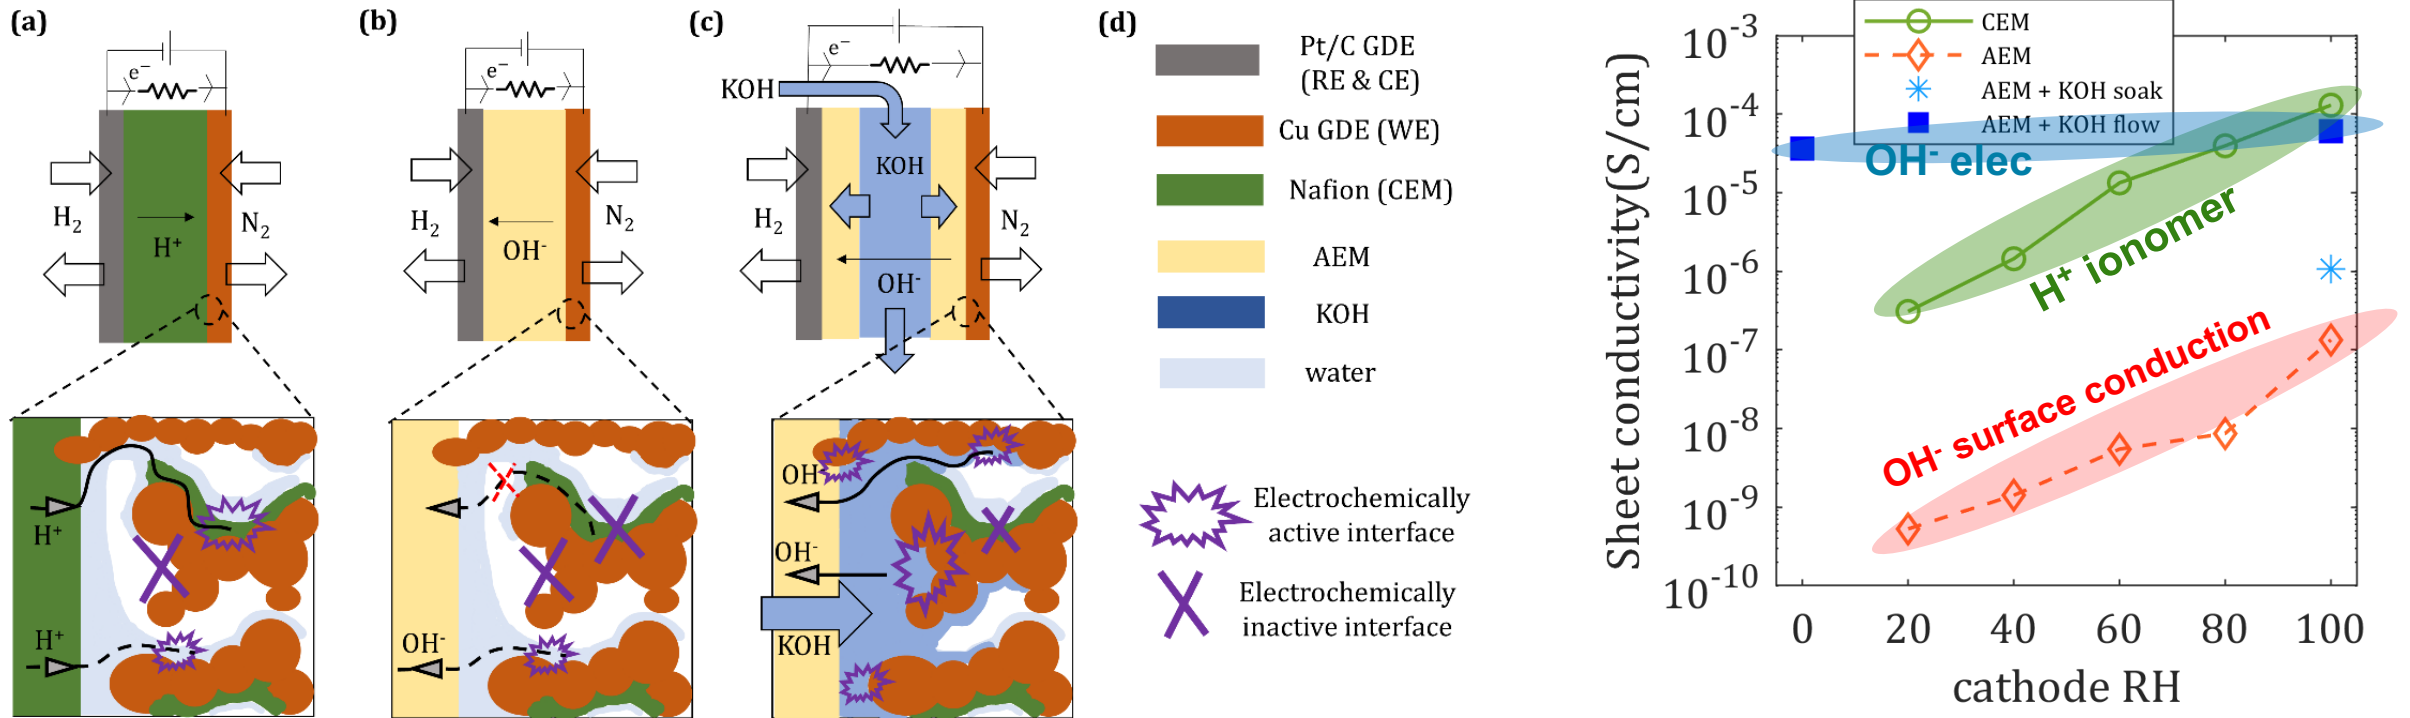 (a)
e⁻
H₂
N₂
H⁺
H⁺
H⁺
(b)
e⁻
H₂
N₂
OH⁻
OH⁻
(c)
e⁻
KOH
KOH
H₂
N₂
OH⁻
OH⁻
OH⁻
KOH
(d)
Pt/C GDE
(RE & CE)
Cu GDE (WE)
Nafion (CEM)
AEM
KOH
water
Electrochemically
active interface
Electrochemically
inactive interface
Sheet conductivity(S/cm)
10⁻³
10⁻⁴
10⁻⁵
10⁻⁶
10⁻⁷
10⁻⁸
10⁻⁹
10⁻¹⁰
CEM
AEM
AEM + KOH soak
AEM + KOH flow
OH⁻ elec
H⁺ ionomer
OH⁻ surface conduction
0 20 40 60 80 100
cathode RH